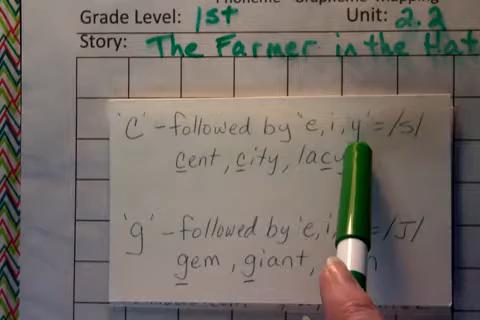 Phoneme - Grapheme Mapping
Grade Level: 1st Unit: 2.2
Story: The Farmer in the Hat
'C' - followed by 'e, i, y' = /s/
cent, city, lacy
'g' - followed by 'e, i, = /J/
gem, giant,